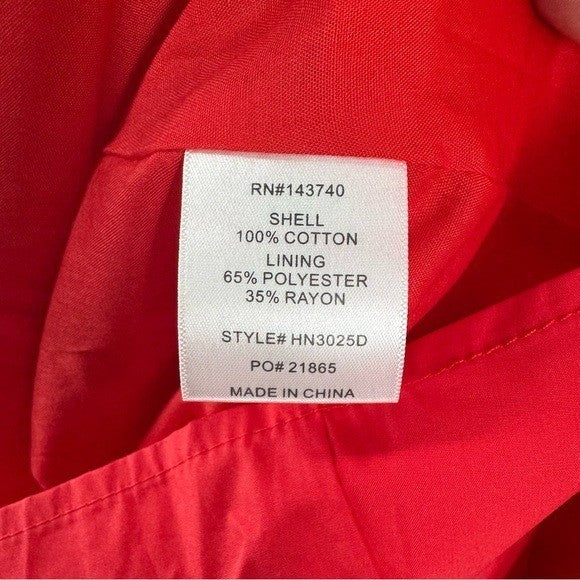 RN#143740
SHELL
100% COTTON
LINING
65% POLYESTER
35% RAYON
STYLE# HN3025D
PO# 21865
MADE IN CHINA